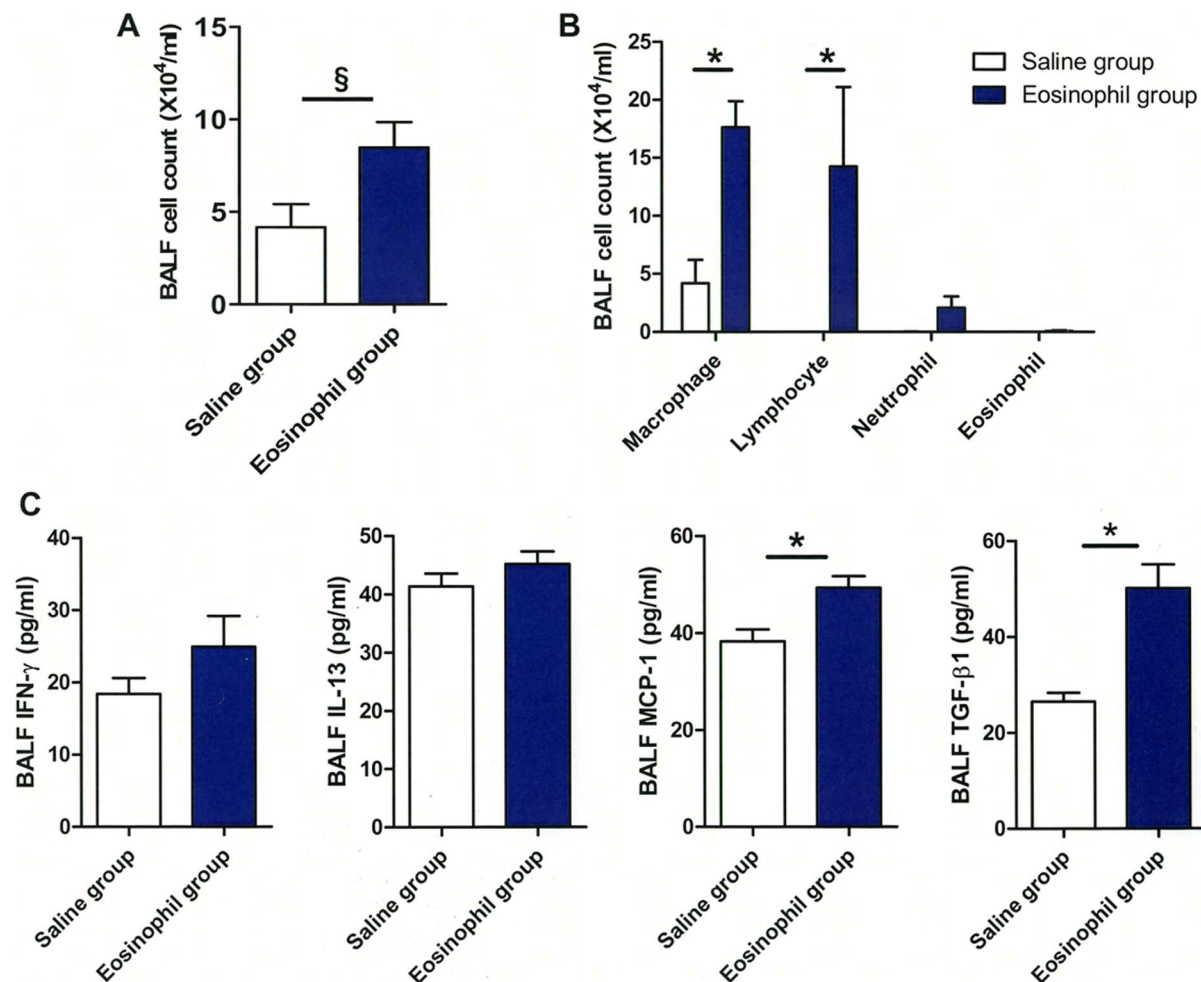 A
BALF cell count (X10⁴/ml)
15
10
5
0
§
Saline group
Eosinophil group
B
BALF cell count (X10⁴/ml)
25
20
15
10
5
0
*
*
Saline group
Eosinophil group
Macrophage
Lymphocyte
Neutrophil
Eosinophil
C
BALF IFN-γ (pg/ml)
40
30
20
10
0
Saline group
Eosinophil group
BALF IL-13 (pg/ml)
50
40
30
20
10
0
Saline group
Eosinophil group
BALF MCP-1 (pg/ml)
60
40
20
0
*
Saline group
Eosinophil group
BALF TGF-β1 (pg/ml)
60
40
20
0
*
Saline group
Eosinophil group